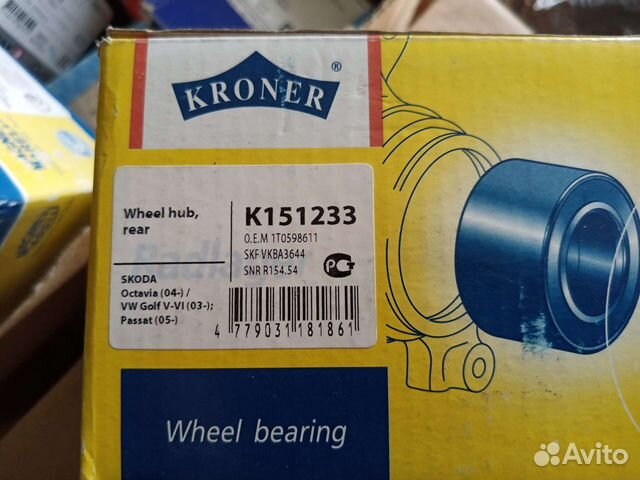 KRONER®
Wheel hub,
rear
K151233
O.E.M 1T0598611
SKF VKBA3644
SNR R154.54
SKODA
Octavia (04-) /
VW Golf V-VI (03-);
Passat (05-)
4 779031 181861
Wheel bearing
Avito